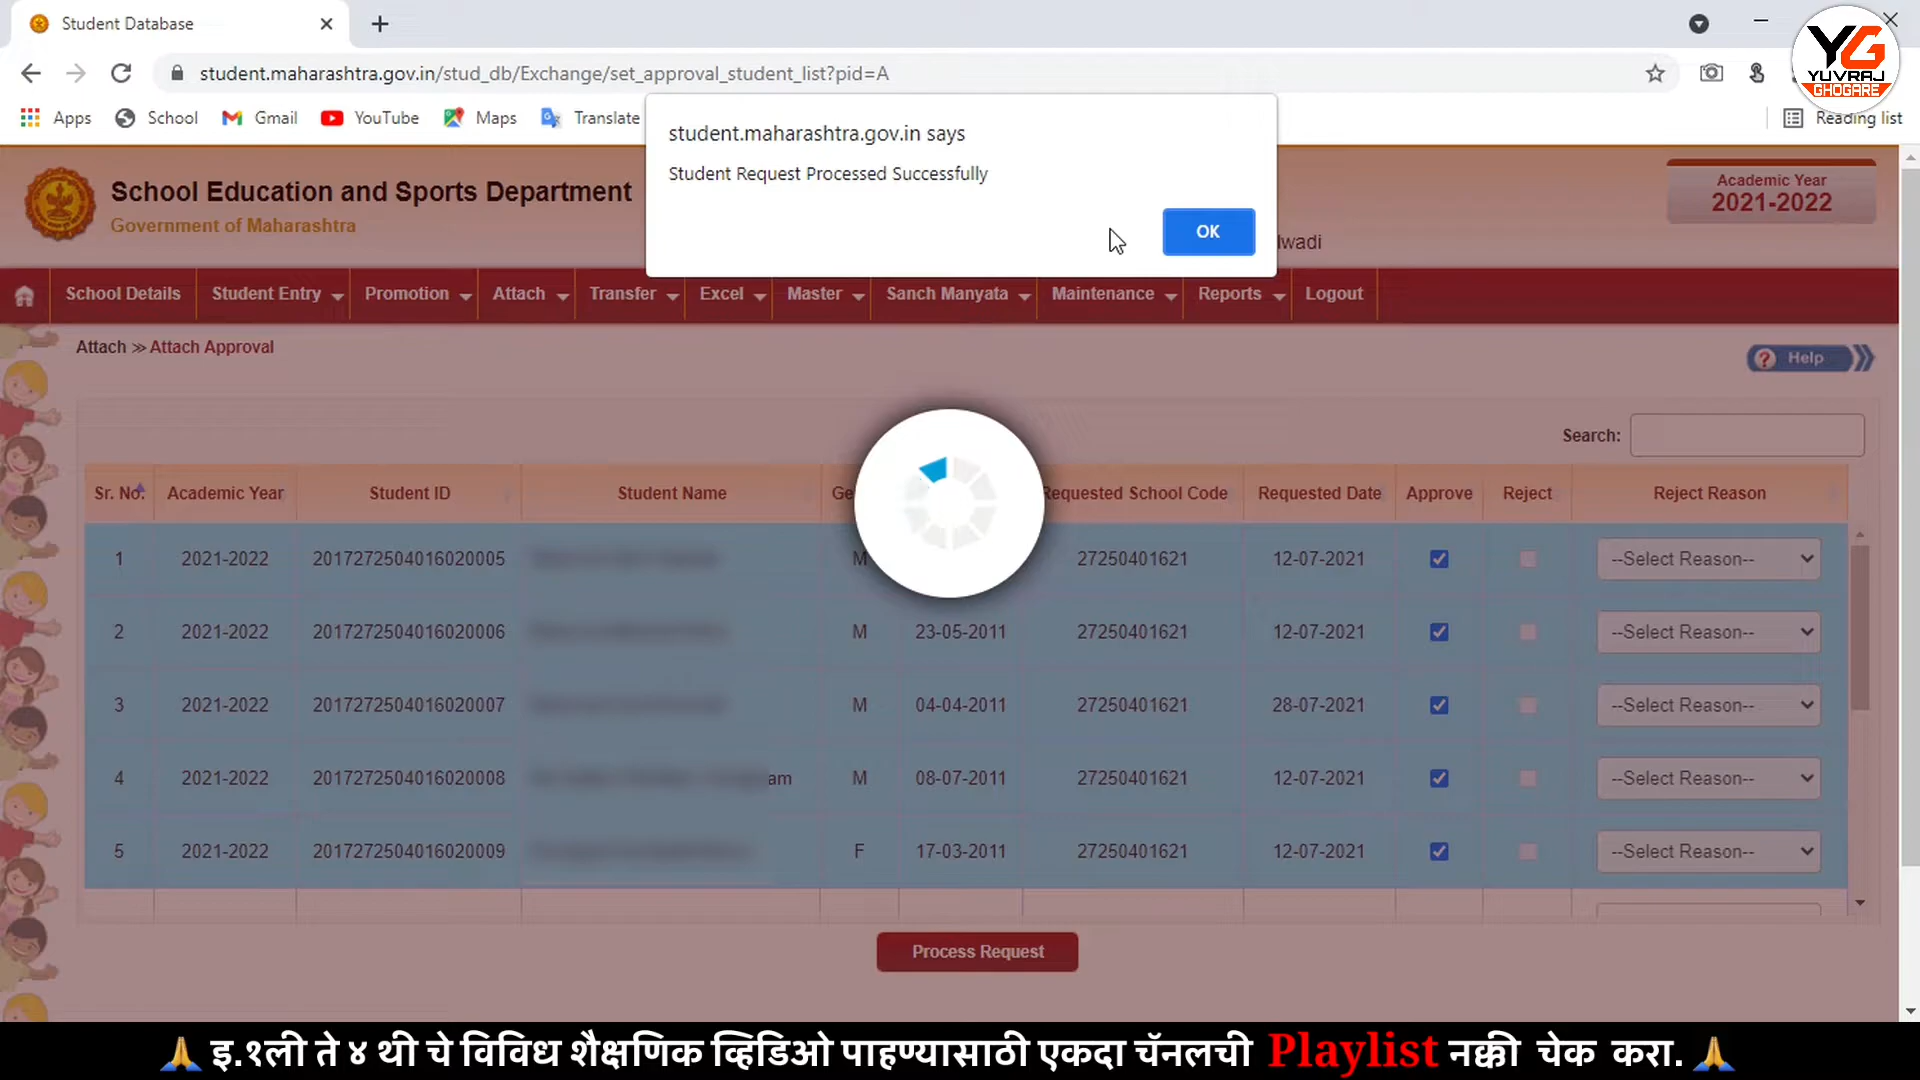 Student Database
YG
YUVRAJ
GHOGARE
student.maharashtra.gov.in/stud_db/Exchange/set_approval_student_list?pid=A
Apps School Gmail YouTube Maps Translate Reading list
student.maharashtra.gov.in says
Student Request Processed Successfully
OK
School Education and Sports Department
Government of Maharashtra
Academic Year
2021-2022
lwadi
School Details Student Entry Promotion Attach Transfer Excel Master Sanch Manyata Maintenance Reports Logout
Attach >> Attach Approval
Help
Search:
Sr. No. Academic Year Student ID Student Name Ge Requested School Code Requested Date Approve Reject Reject Reason
1 2021-2022 2017272504016020005 M 27250401621 12-07-2021 --Select Reason--
2 2021-2022 2017272504016020006 M 23-05-2011 27250401621 12-07-2021 --Select Reason--
3 2021-2022 2017272504016020007 M 04-04-2011 27250401621 28-07-2021 --Select Reason--
4 2021-2022 2017272504016020008 am M 08-07-2011 27250401621 12-07-2021 --Select Reason--
5 2021-2022 2017272504016020009 F 17-03-2011 27250401621 12-07-2021 --Select Reason--
Process Request
🙏 इ.१ली ते ४ थी चे विविध शैक्षणिक व्हिडिओ पाहण्यासाठी एकदा चॅनलची Playlist नक्की चेक करा. 🙏